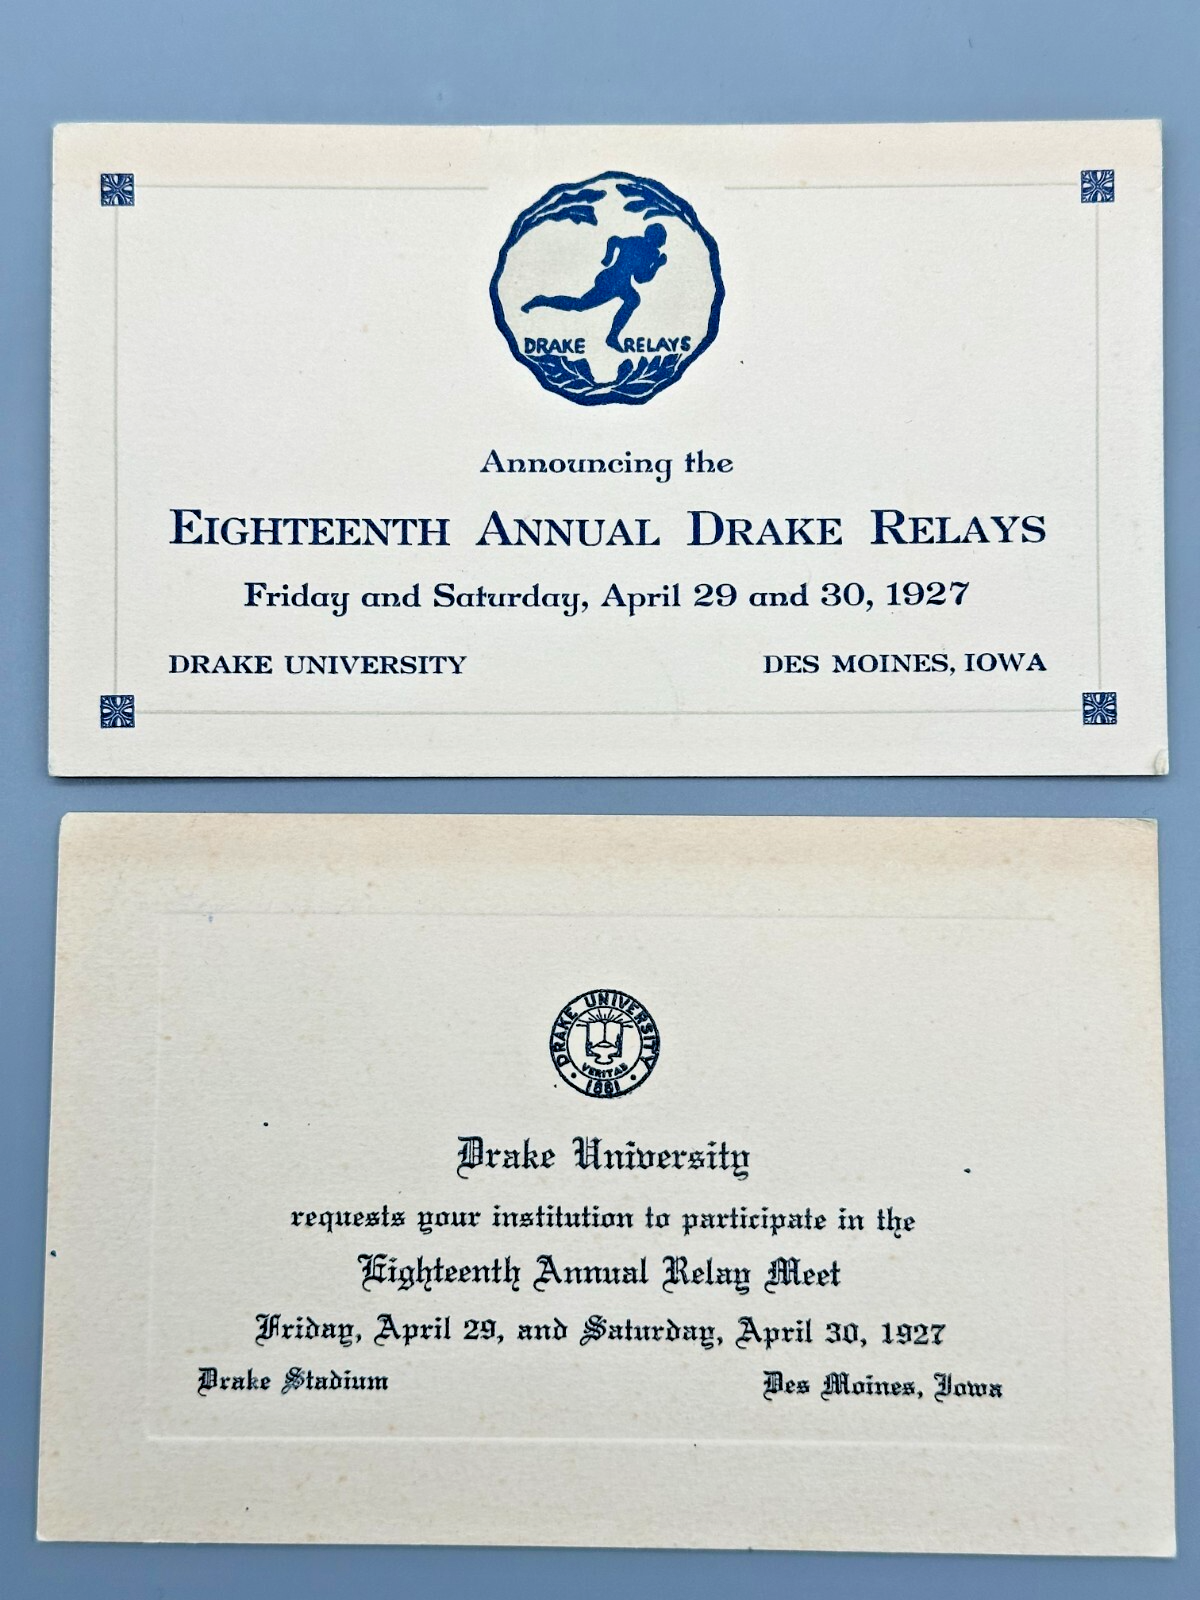 DRAKE RELAYS
Announcing the
EIGHTEENTH ANNUAL DRAKE RELAYS
Friday and Saturday, April 29 and 30, 1927
DRAKE UNIVERSITY DES MOINES, IOWA
DRAKE UNIVERSITY
VERITAS
1881
Drake University
requests your institution to participate in the
Eighteenth Annual Relay Meet
Friday, April 29, and Saturday, April 30, 1927
Drake Stadium Des Moines, Iowa